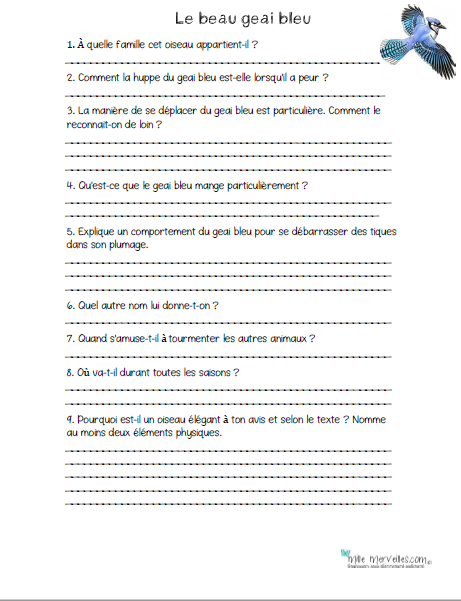 Le beau geai bleu
1. À quelle famille cet oiseau appartient-il ?
2. Comment la huppe du geai bleu est-elle lorsqu'il a peur ?
3. La manière de se déplacer du geai bleu est particulière. Comment le
reconnait-on de loin ?
4. Qu'est-ce que le geai bleu mange particulièrement ?
5. Explique un comportement du geai bleu pour se débarrasser des tiques
dans son plumage.
6. Quel autre nom lui donne-t-on ?
7. Quand s'amuse-t-il à tourmenter les autres animaux ?
8. Où va-t-il durant toutes les saisons ?
9. Pourquoi est-il un oiseau élégant à ton avis et selon le texte ? Nomme
au moins deux éléments physiques.
mille merveilles.com